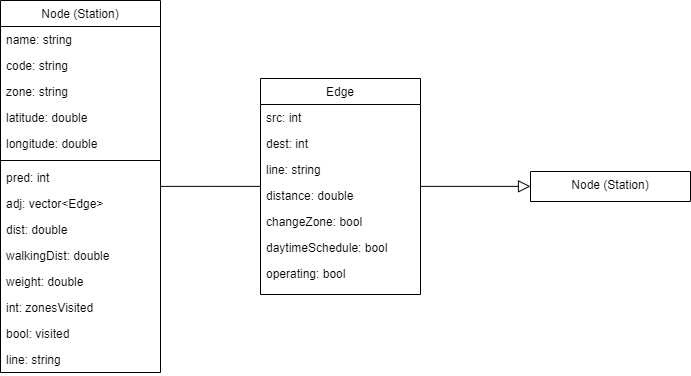 Node (Station)
name: string
code: string
zone: string
latitude: double
longitude: double
pred: int
adj: vector<Edge>
dist: double
walkingDist: double
weight: double
int: zonesVisited
bool: visited
line: string
Edge
src: int
dest: int
line: string
distance: double
changeZone: bool
daytimeSchedule: bool
operating: bool
Node (Station)